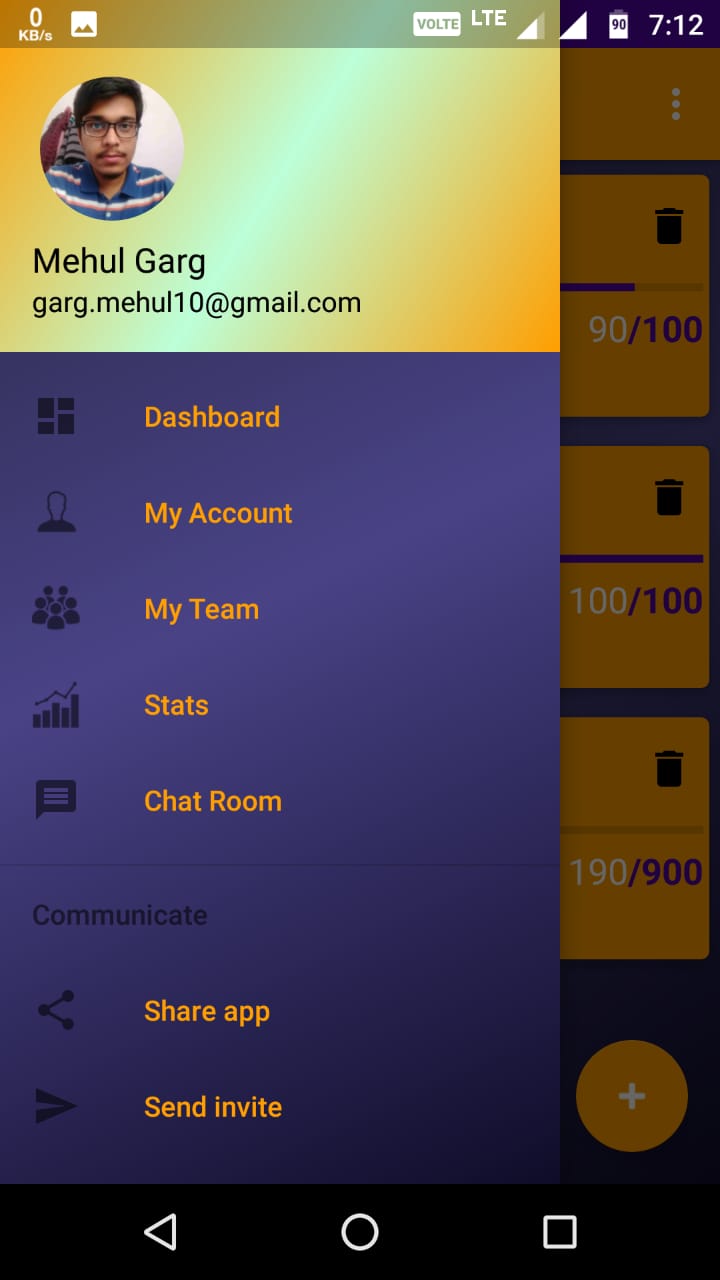 0
KB/s
VOLTE LTE 90 7:12
Mehul Garg
garg.mehul10@gmail.com
90/100
Dashboard
My Account
100/100
My Team
Stats
Chat Room
190/900
Communicate
Share app
Send invite